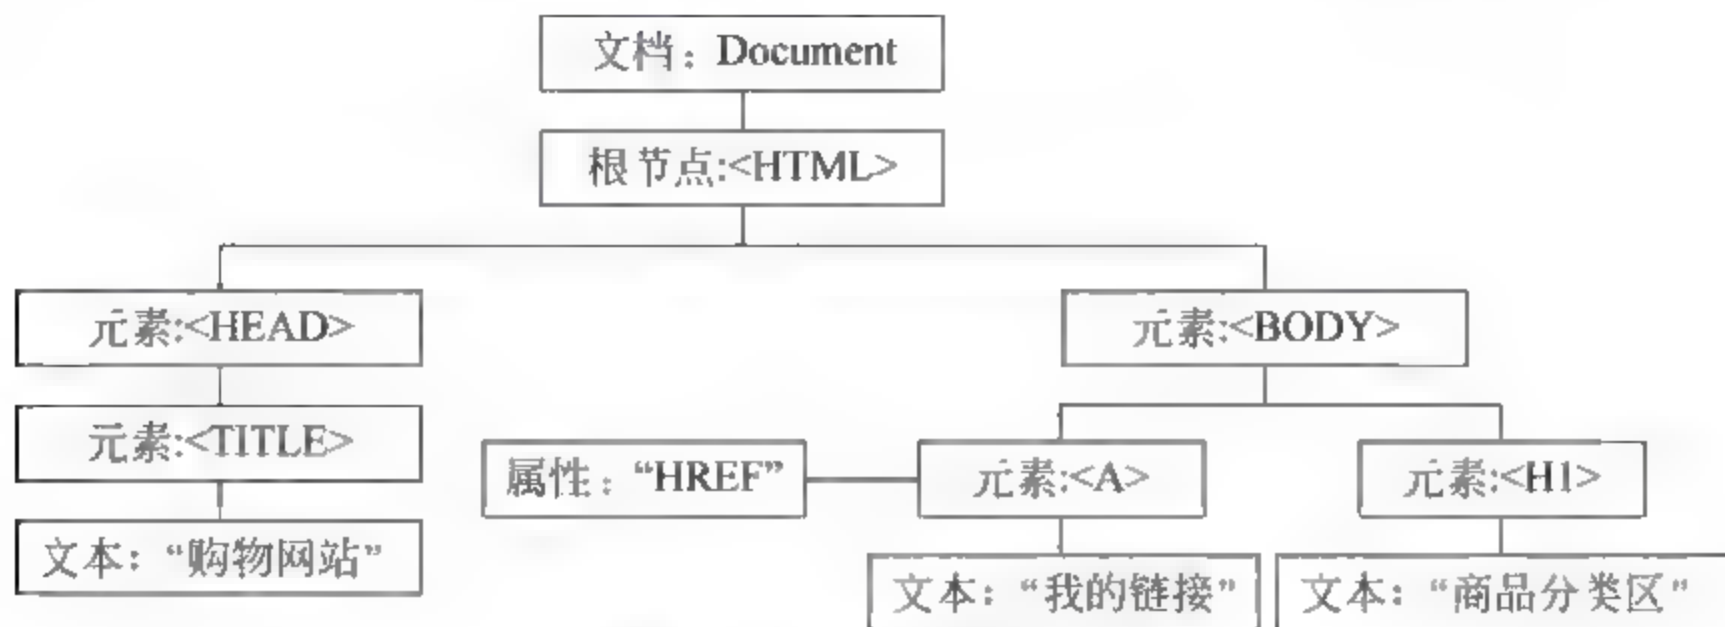 文档：Document
根节点:<HTML>
元素:<HEAD>
元素:<BODY>
元素:<TITLE>
属性：“HREF”
元素:<A>
元素:<H1>
文本：“购物网站”
文本：“我的链接”
文本：“商品分类区”